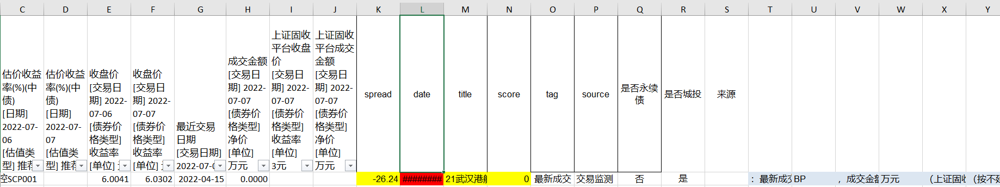 C D E F G H I J K L M N O P Q R S T U V W X Y
估价收益
率(%)(中
债)
[日期]
2022-07-
06
[估值类
型] 推荐
估价收益
率(%)(中
债)
[日期]
2022-07-
07
[估值类
型] 推荐
收盘价
[交易日
期] 2022-
07-06
[债券价
格类型]
收益率
[单位]
收盘价
[交易日
期] 2022-
07-07
[债券价
格类型]
收益率
[单位]
最近交易
日期
[交易日期]
2022-07-0
成交金额
[交易日
期] 2022-
07-07
[债券价
格类型]
净价
[单位]
万元
上证固收
平台收盘
价
[交易日
期] 2022-
07-07
[债券价
格类型]
收益率
[单位]
3元
上证固收
平台成交
金额
[交易日
期] 2022-
07-07
[债券价
格类型]
净价
[单位]
万元
spread
date
title
score
tag
source
是否永续
债
是否城投
来源
控SCP001 6.0041 6.0302 2022-04-15 0.0000 -26.24 ######## 21武汉港航 0 最新成交 交易监测 否 是 ：最新成交 BP ，成交金额 万元 （上证固收 （按不